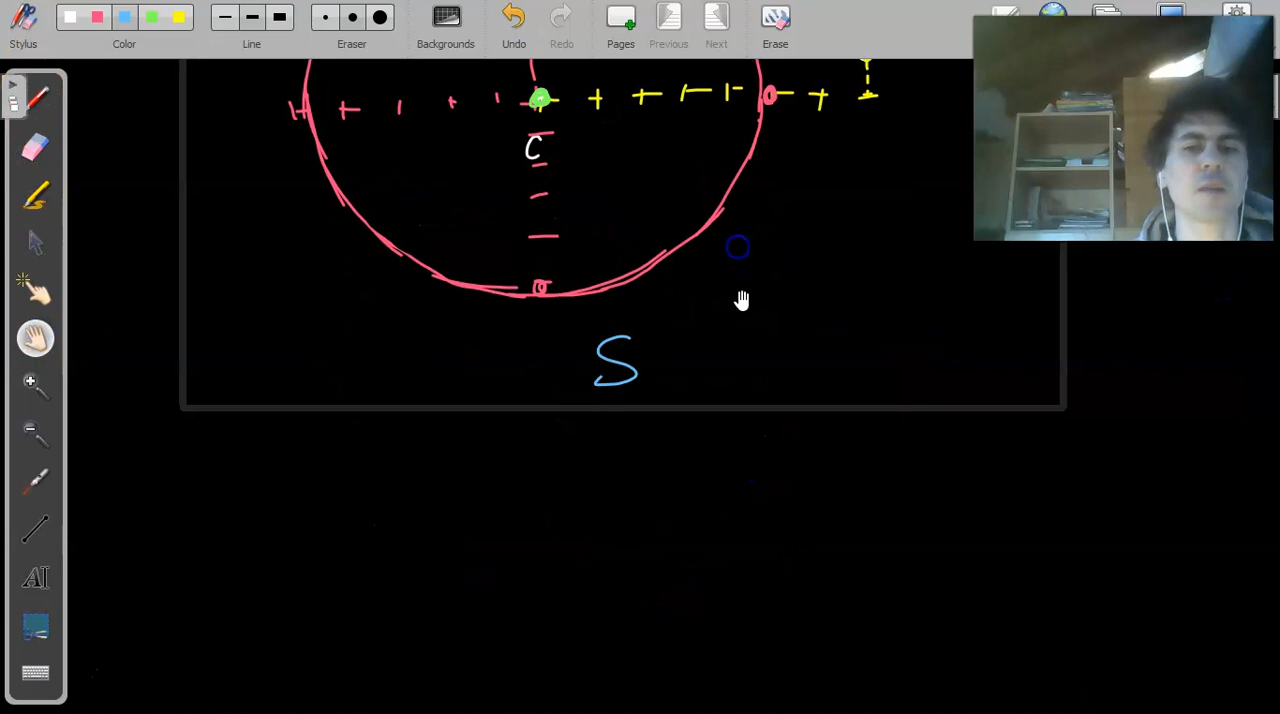 Stylus
Color
Line
Eraser
Backgrounds
Undo
Redo
Pages
Previous
Next
Erase
C
S